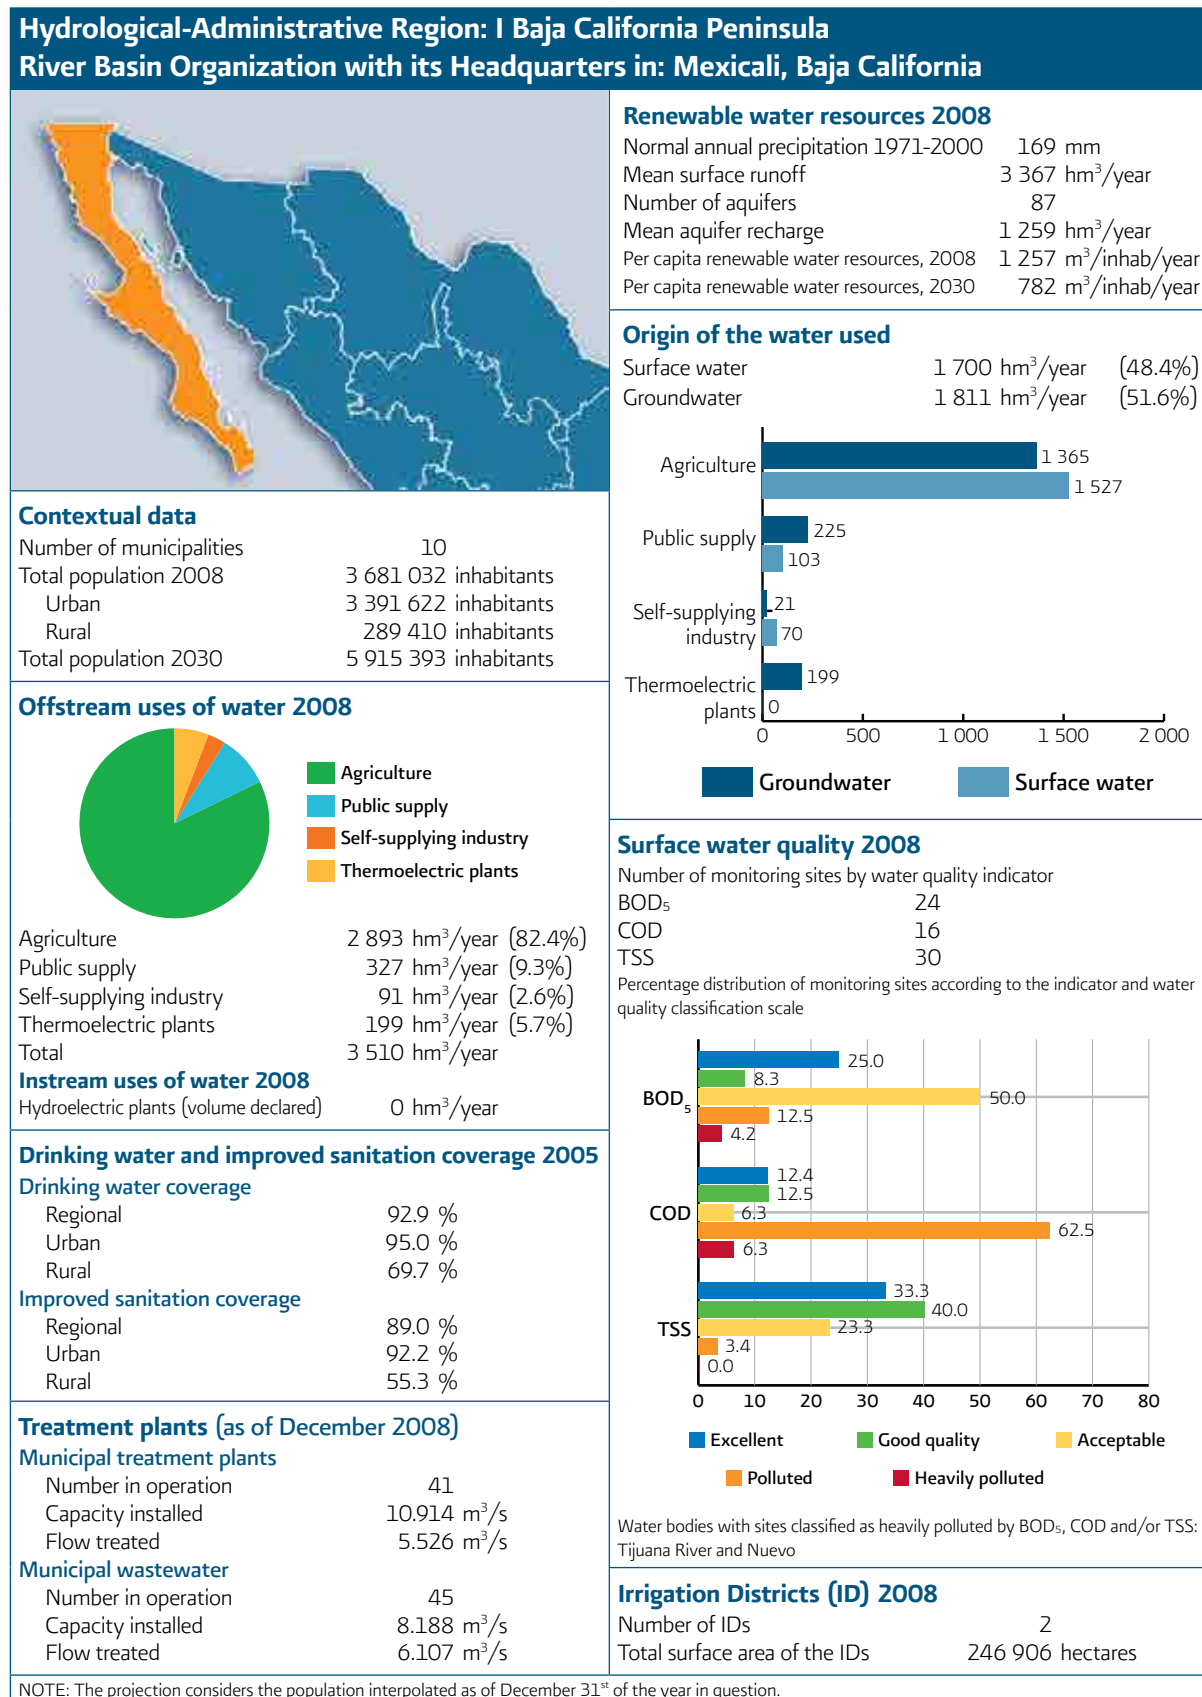 Hydrological-Administrative Region: I Baja California Peninsula
River Basin Organization with its Headquarters in: Mexicali, Baja California
Contextual data
Number of municipalities 10
Total population 2008 3 681 032 inhabitants
Urban 3 391 622 inhabitants
Rural 289 410 inhabitants
Total population 2030 5 915 393 inhabitants
Offstream uses of water 2008
Agriculture
Public supply
Self-supplying industry
Thermoelectric plants
Agriculture 2 893 hm³/year (82.4%)
Public supply 327 hm³/year (9.3%)
Self-supplying industry 91 hm³/year (2.6%)
Thermoelectric plants 199 hm³/year (5.7%)
Total 3 510 hm³/year
Instream uses of water 2008
Hydroelectric plants (volume declared) 0 hm³/year
Drinking water and improved sanitation coverage 2005
Drinking water coverage
Regional 92.9 %
Urban 95.0 %
Rural 69.7 %
Improved sanitation coverage
Regional 89.0 %
Urban 92.2 %
Rural 55.3 %
Treatment plants (as of December 2008)
Municipal treatment plants
Number in operation 41
Capacity installed 10.914 m³/s
Flow treated 5.526 m³/s
Municipal wastewater
Number in operation 45
Capacity installed 8.188 m³/s
Flow treated 6.107 m³/s
Renewable water resources 2008
Normal annual precipitation 1971-2000 169 mm
Mean surface runoff 3 367 hm³/year
Number of aquifers 87
Mean aquifer recharge 1 259 hm³/year
Per capita renewable water resources, 2008 1 257 m³/inhab/year
Per capita renewable water resources, 2030 782 m³/inhab/year
Origin of the water used
Surface water 1 700 hm³/year (48.4%)
Groundwater 1 811 hm³/year (51.6%)
Agriculture 1 365
1 527
Public supply 225
103
Self-supplying 21
industry 70
Thermoelectric 199
plants 0
0 500 1 000 1 500 2 000
Groundwater Surface water
Surface water quality 2008
Number of monitoring sites by water quality indicator
BOD₅ 24
COD 16
TSS 30
Percentage distribution of monitoring sites according to the indicator and water
quality classification scale
25.0
8.3
BOD₅ 50.0
12.5
4.2
12.4
12.5
COD 6.3
62.5
6.3
33.3
40.0
TSS 23.3
3.4
0.0
0 10 20 30 40 50 60 70 80
Excellent Good quality Acceptable
Polluted Heavily polluted
Water bodies with sites classified as heavily polluted by BOD₅, COD and/or TSS:
Tijuana River and Nuevo
Irrigation Districts (ID) 2008
Number of IDs 2
Total surface area of the IDs 246 906 hectares
NOTE: The projection considers the population interpolated as of December 31ˢᵗ of the year in question.